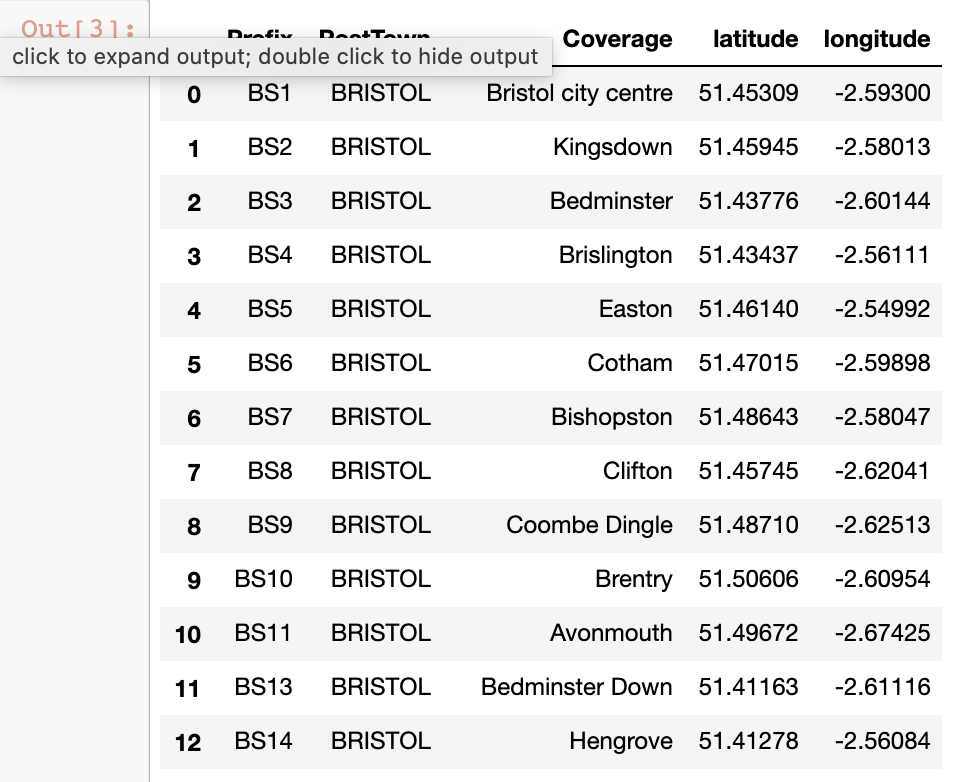 Out[3]:
Prefix PostTown Coverage latitude longitude
click to expand output; double click to hide output
0 BS1 BRISTOL Bristol city centre 51.45309 -2.59300
1 BS2 BRISTOL Kingsdown 51.45945 -2.58013
2 BS3 BRISTOL Bedminster 51.43776 -2.60144
3 BS4 BRISTOL Brislington 51.43437 -2.56111
4 BS5 BRISTOL Easton 51.46140 -2.54992
5 BS6 BRISTOL Cotham 51.47015 -2.59898
6 BS7 BRISTOL Bishopston 51.48643 -2.58047
7 BS8 BRISTOL Clifton 51.45745 -2.62041
8 BS9 BRISTOL Coombe Dingle 51.48710 -2.62513
9 BS10 BRISTOL Brentry 51.50606 -2.60954
10 BS11 BRISTOL Avonmouth 51.49672 -2.67425
11 BS13 BRISTOL Bedminster Down 51.41163 -2.61116
12 BS14 BRISTOL Hengrove 51.41278 -2.56084